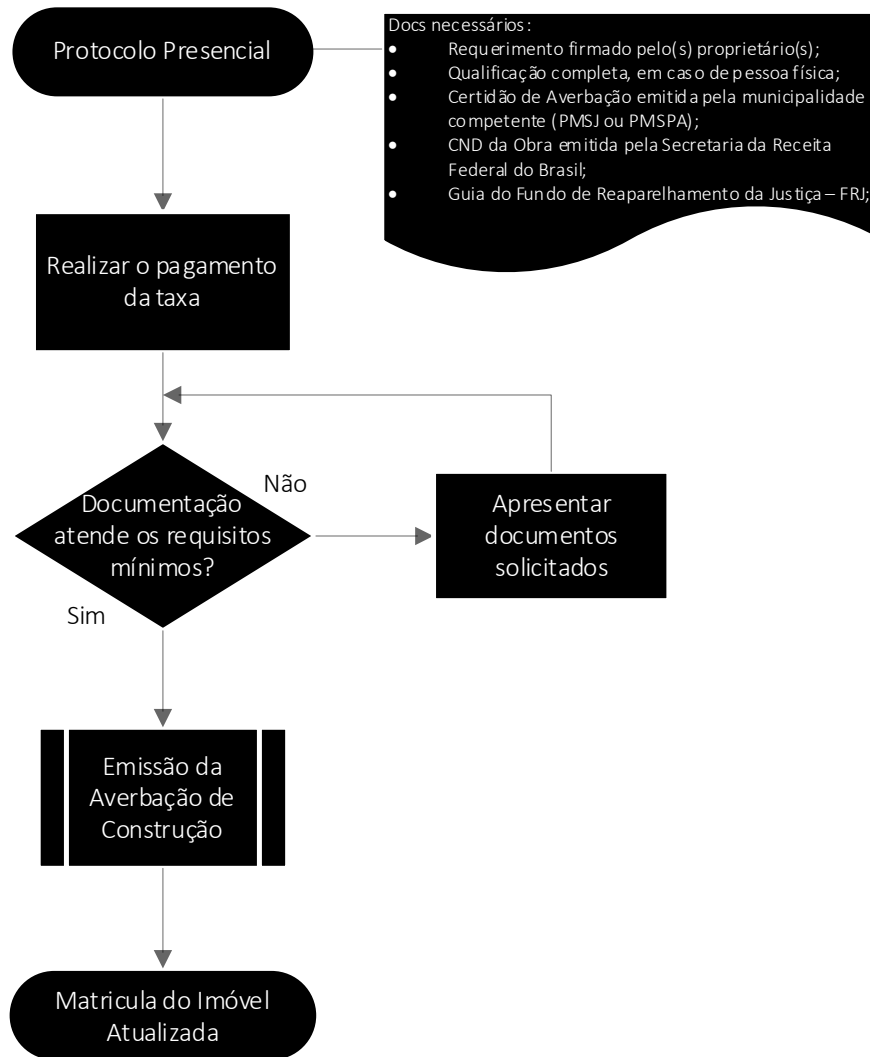 Protocolo Presencial
Docs necessários:
• Requerimento firmado pelo(s) proprietário(s);
• Qualificação completa, em caso de pessoa física;
• Certidão de Averbação emitida pela municipalidade
competente (PMSJ ou PMSPA);
• CND da Obra emitida pela Secretaria da Receita
Federal do Brasil;
• Guia do Fundo de Reaparelhamento da Justiça – FRJ;
Realizar o pagamento
da taxa
Documentação
atende os requisitos
mínimos?
Não
Apresentar
documentos
solicitados
Sim
Emissão da
Averbação de
Construção
Matricula do Imóvel
Atualizada